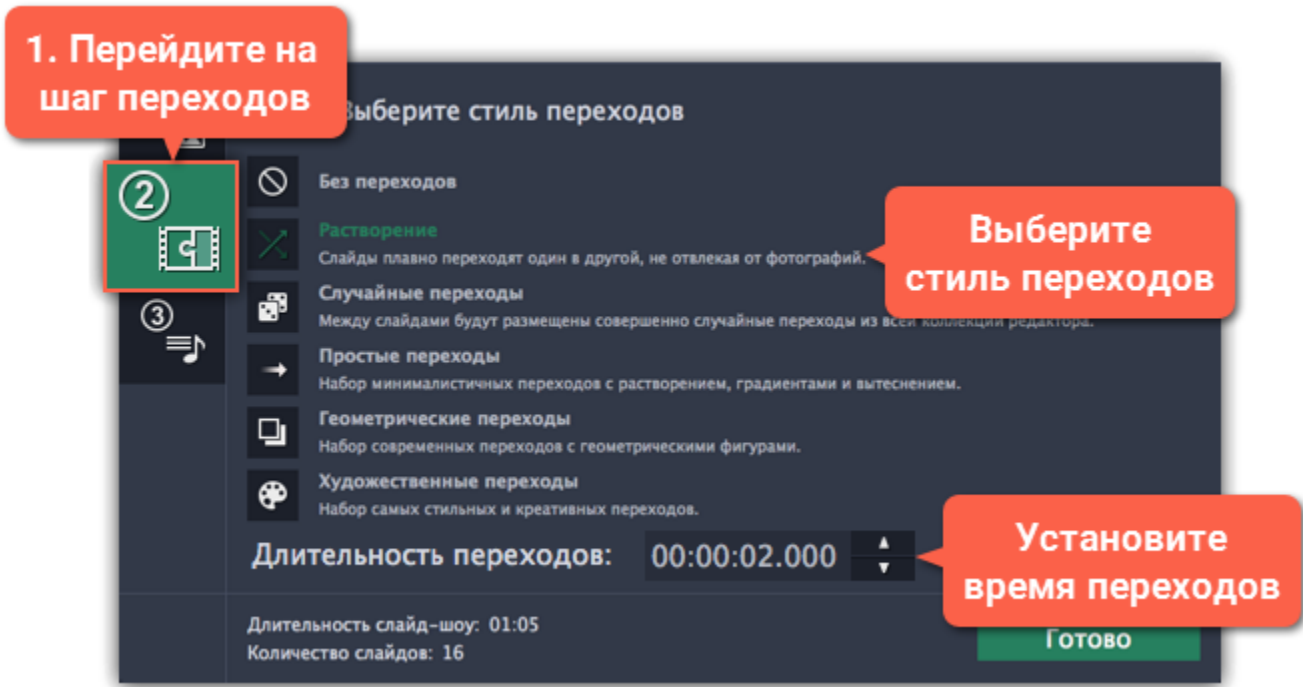 1. Перейдите на
шаг переходов
Выберите стиль переходов
2
Без переходов
Растворение
Слайды плавно переходят один в другой, не отвлекая от фотографий.
Выберите
стиль переходов
3
Случайные переходы
Между слайдами будут размещены совершенно случайные переходы из всей коллекции редактора.
Простые переходы
Набор минималистичных переходов с растворением, градиентами и вытеснением.
Геометрические переходы
Набор современных переходов с геометрическими фигурами.
Художественные переходы
Набор самых стильных и креативных переходов.
Длительность переходов: 00:00:02.000
Установите
время переходов
Длительность слайд-шоу: 01:05
Количество слайдов: 16
Готово